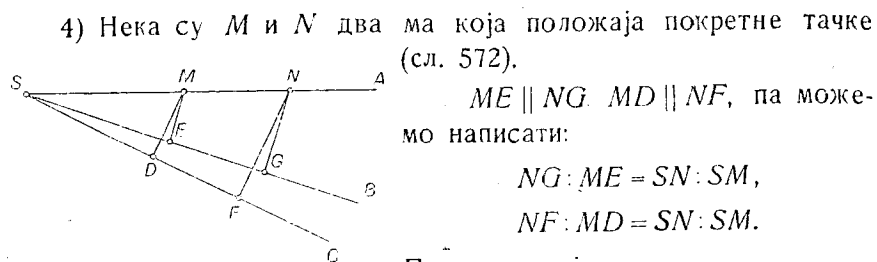 4) Нека су M и N два ма која положаја покретне тачке
(сл. 572).
ME || NG MD || NF, па може-
мо написати:
NG : ME = SN : SM,
NF : MD = SN : SM.
S
M
N
A
E
D
G
B
F
C